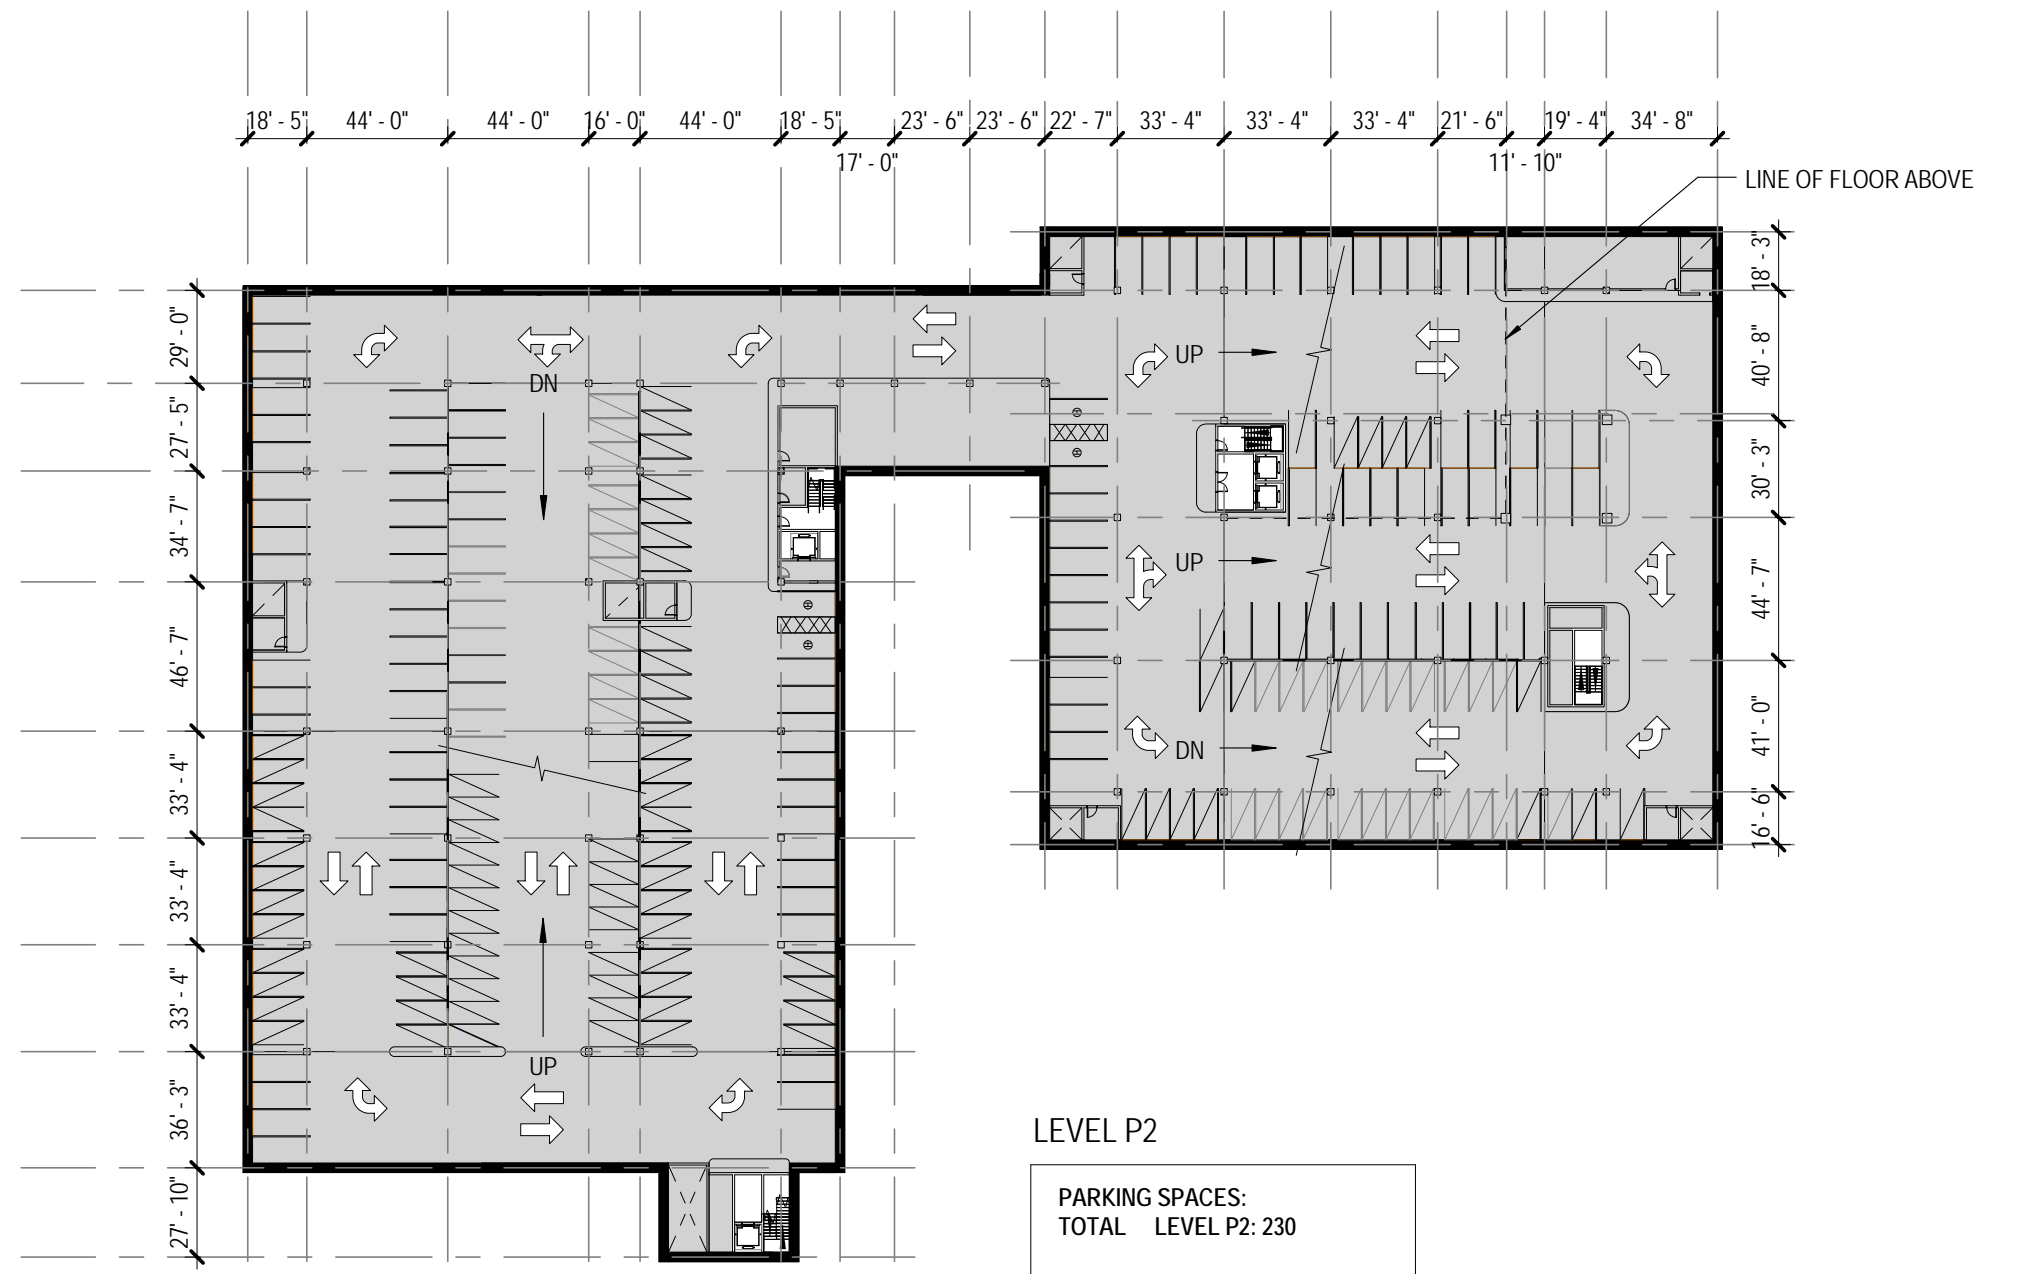 18' - 5" 44' - 0" 44' - 0" 16' - 0" 44' - 0" 18' - 5" 23' - 6" 23' - 6" 22' - 7" 33' - 4" 33' - 4" 33' - 4" 21' - 6" 19' - 4" 34' - 8"
17' - 0" 11' - 10"
LINE OF FLOOR ABOVE
18' - 3"
40' - 8"
30' - 3"
44' - 7"
41' - 0"
16' - 6"
29' - 0"
27' - 5"
34' - 7"
46' - 7"
33' - 4"
33' - 4"
33' - 4"
36' - 3"
27' - 10"
UP
DN
UP
DN
UP
LEVEL P2
PARKING SPACES:
TOTAL LEVEL P2: 230